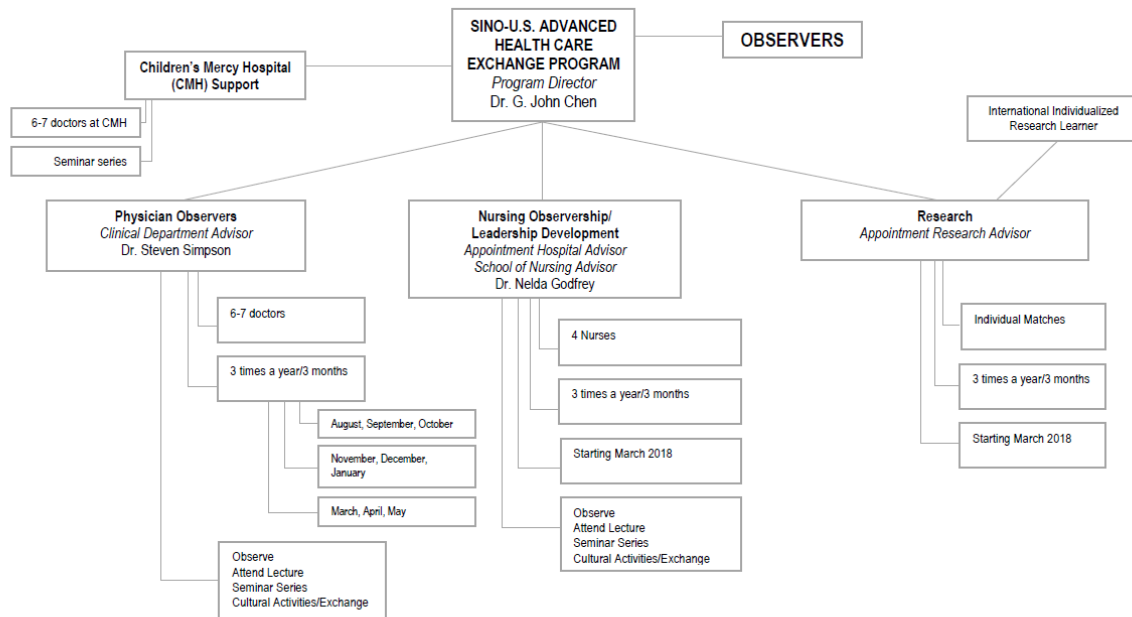 SINO-U.S. ADVANCED
HEALTH CARE
EXCHANGE PROGRAM
Program Director
Dr. G. John Chen
OBSERVERS
Children's Mercy Hospital
(CMH) Support
6-7 doctors at CMH
Seminar series
International Individualized
Research Learner
Physician Observers
Clinical Department Advisor
Dr. Steven Simpson
6-7 doctors
3 times a year/3 months
August, September, October
November, December,
January
March, April, May
Observe
Attend Lecture
Seminar Series
Cultural Activities/Exchange
Nursing Observership/
Leadership Development
Appointment Hospital Advisor
School of Nursing Advisor
Dr. Nelda Godfrey
4 Nurses
3 times a year/3 months
Starting March 2018
Observe
Attend Lecture
Seminar Series
Cultural Activities/Exchange
Research
Appointment Research Advisor
Individual Matches
3 times a year/3 months
Starting March 2018